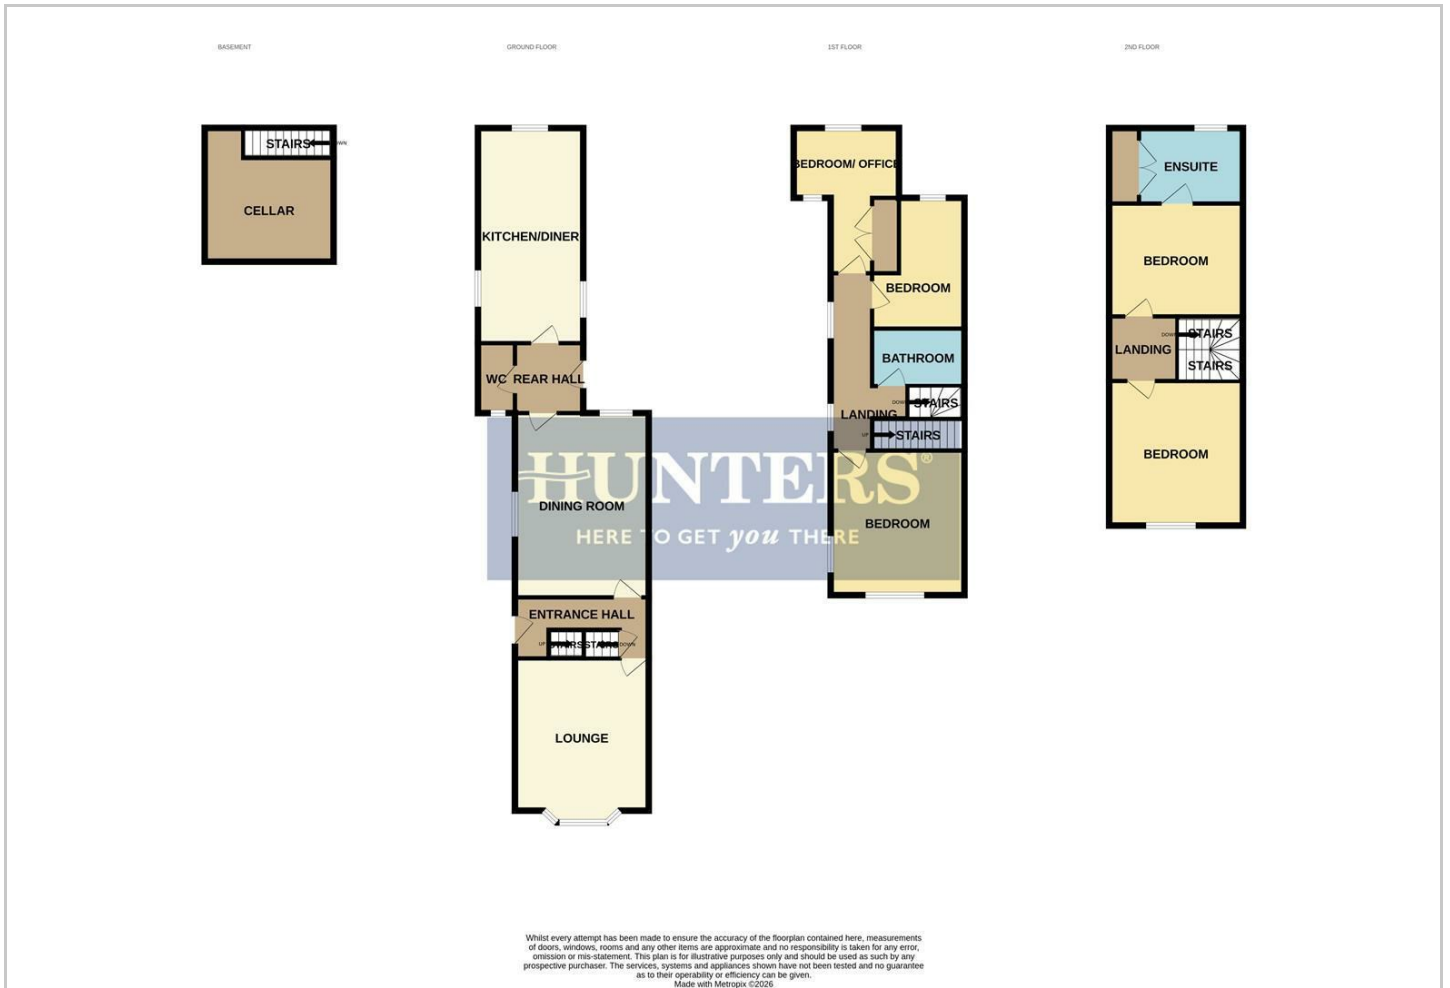 BASEMENT
GROUND FLOOR
1ST FLOOR
2ND FLOOR
STAIRS
CELLAR
KITCHEN/DINER
WC
REAR HALL
DINING ROOM
ENTRANCE HALL
UP
STAIRS
STAIRS
DOWN
LOUNGE
BEDROOM/ OFFICE
BEDROOM
BATHROOM
DOWN
STAIRS
LANDING
UP
STAIRS
BEDROOM
ENSUITE
BEDROOM
DOWN
STAIRS
LANDING
STAIRS
BEDROOM
HUNTERS®
HERE TO GET you THERE
Whilst every attempt has been made to ensure the accuracy of the floorplan contained here, measurements
of doors, windows, rooms and any other items are approximate and no responsibility is taken for any error,
omission or mis-statement. This plan is for illustrative purposes only and should be used as such by any
prospective purchaser. The services, systems and appliances shown have not been tested and no guarantee
as to their operability or efficiency can be given.
Made with Metropix ©2026